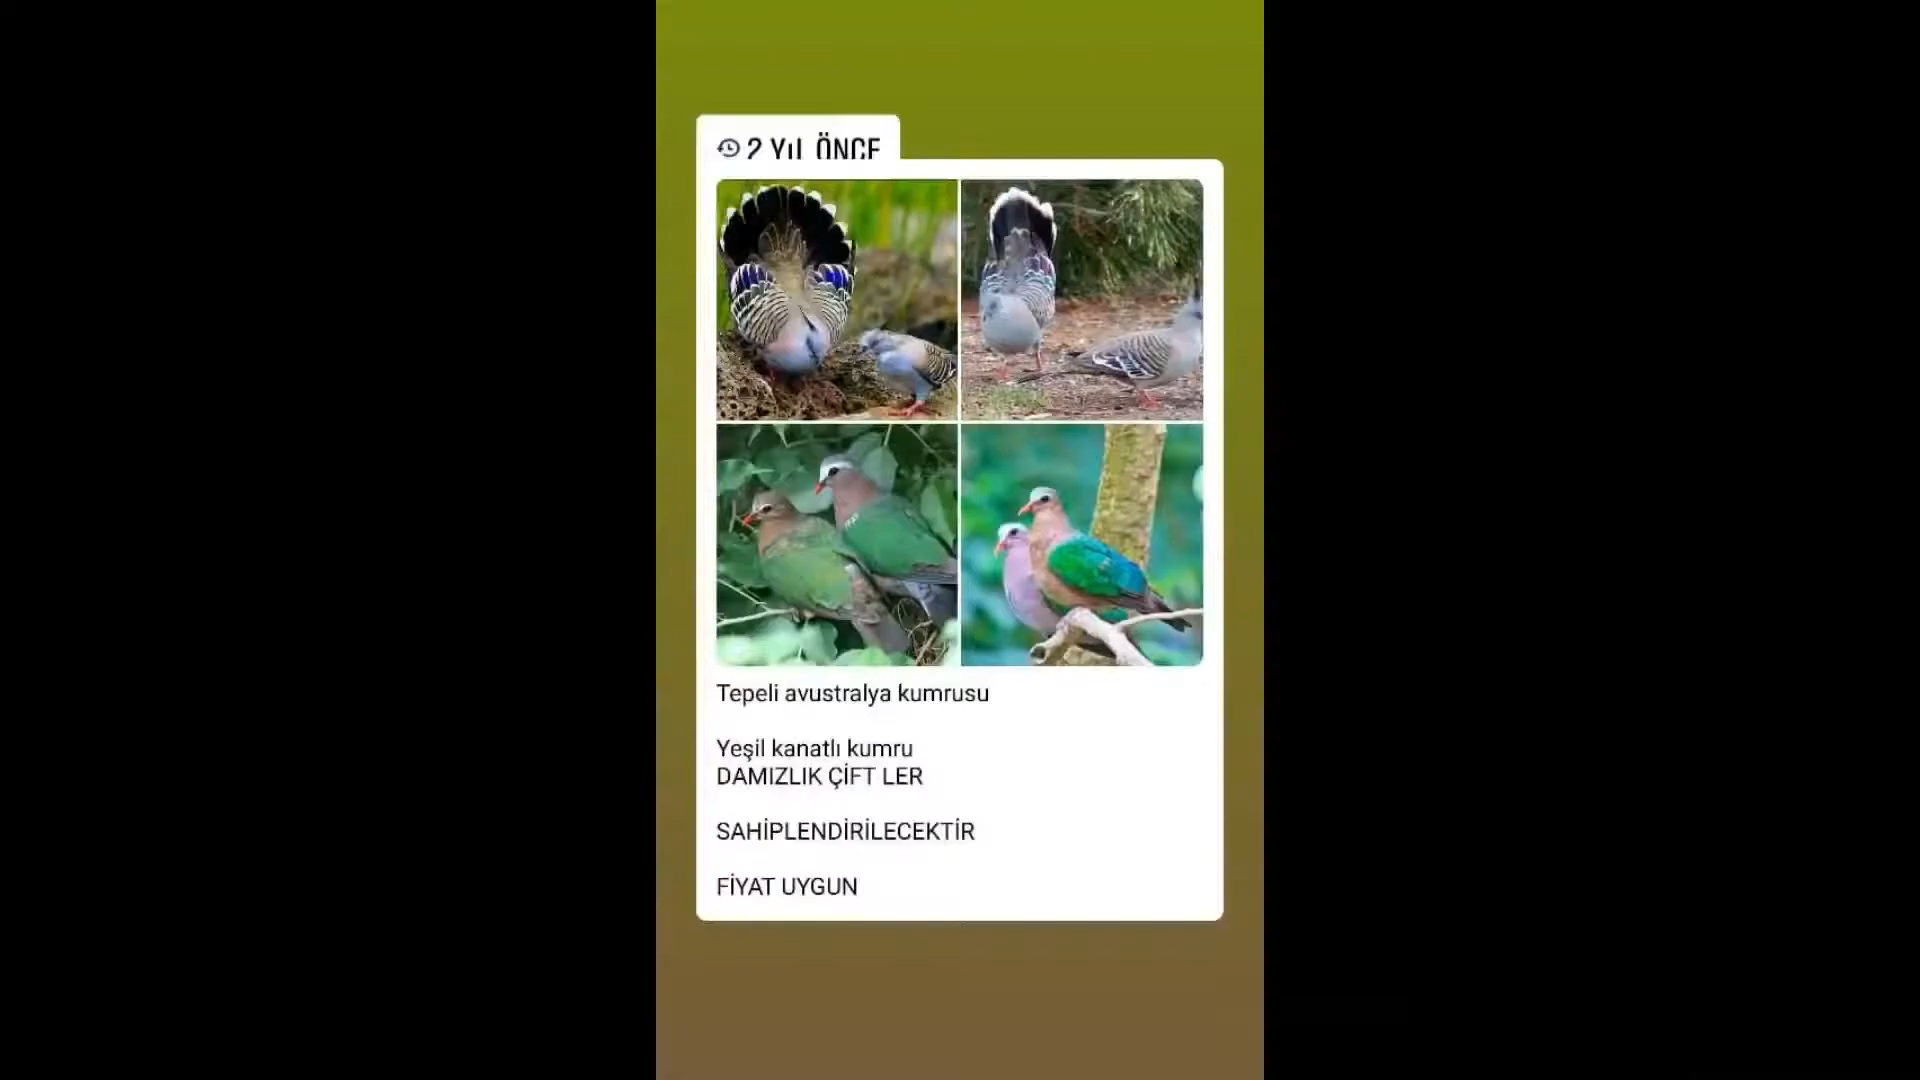 2 YIL ÖNCE
Tepeli avustralya kumrusu
Yeşil kanatlı kumru
DAMIZLIK ÇİFT LER
SAHİPLENDİRİLECEKTİR
FİYAT UYGUN